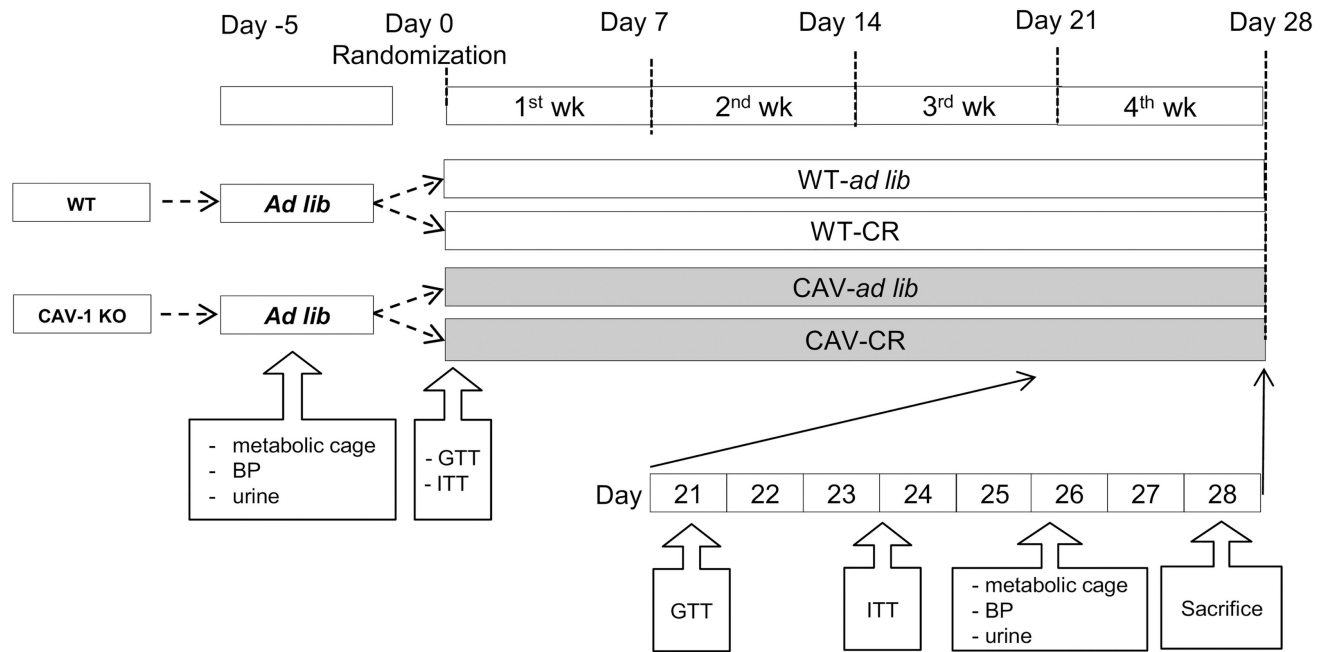 Day -5
Day 0
Randomization
Day 7
Day 14
Day 21
Day 28
1st wk
2nd wk
3rd wk
4th wk
WT
Ad lib
WT-ad lib
WT-CR
CAV-1 KO
Ad lib
CAV-ad lib
CAV-CR
- metabolic cage
- BP
- urine
- GTT
- ITT
Day 21 22 23 24 25 26 27 28
GTT
ITT
- metabolic cage
- BP
- urine
Sacrifice